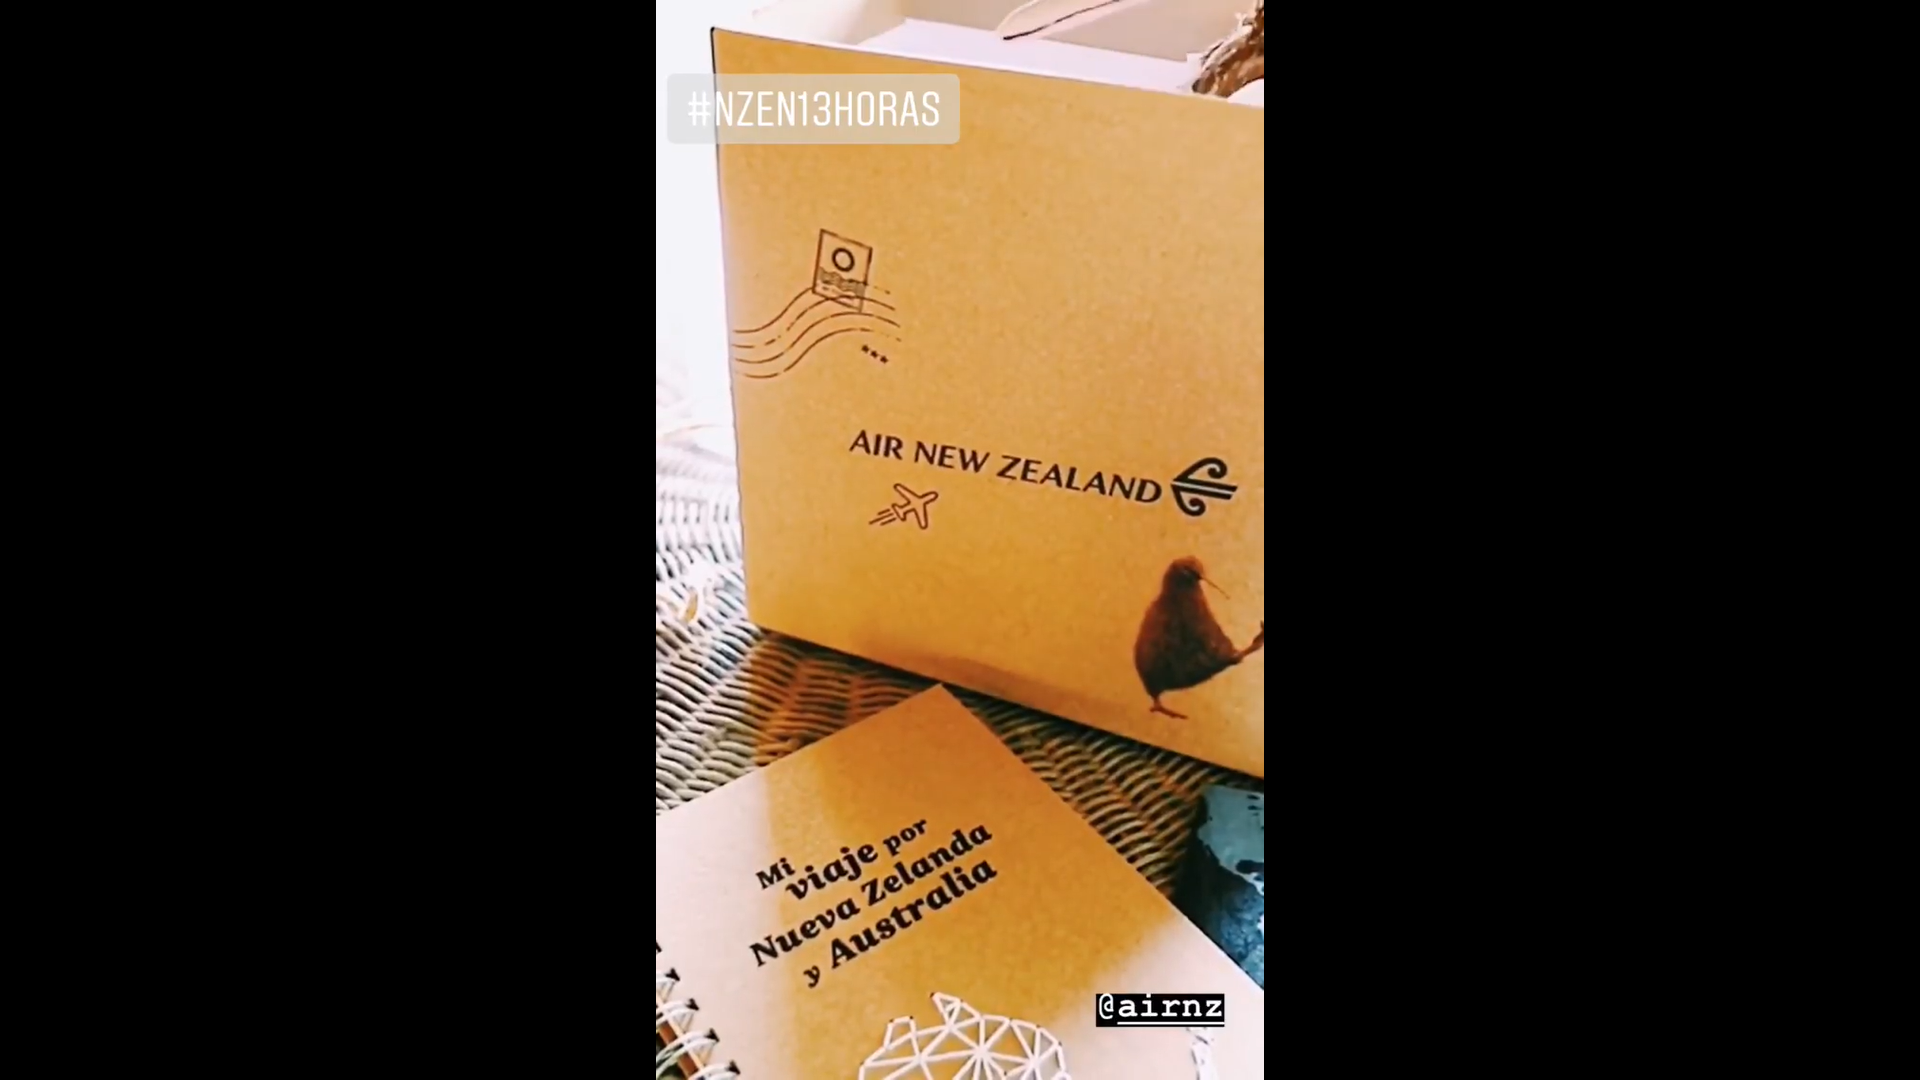 #NZEN13HORAS
AIR NEW ZEALAND
Mi
viaje por
Nueva Zelanda
y Australia
@airnz